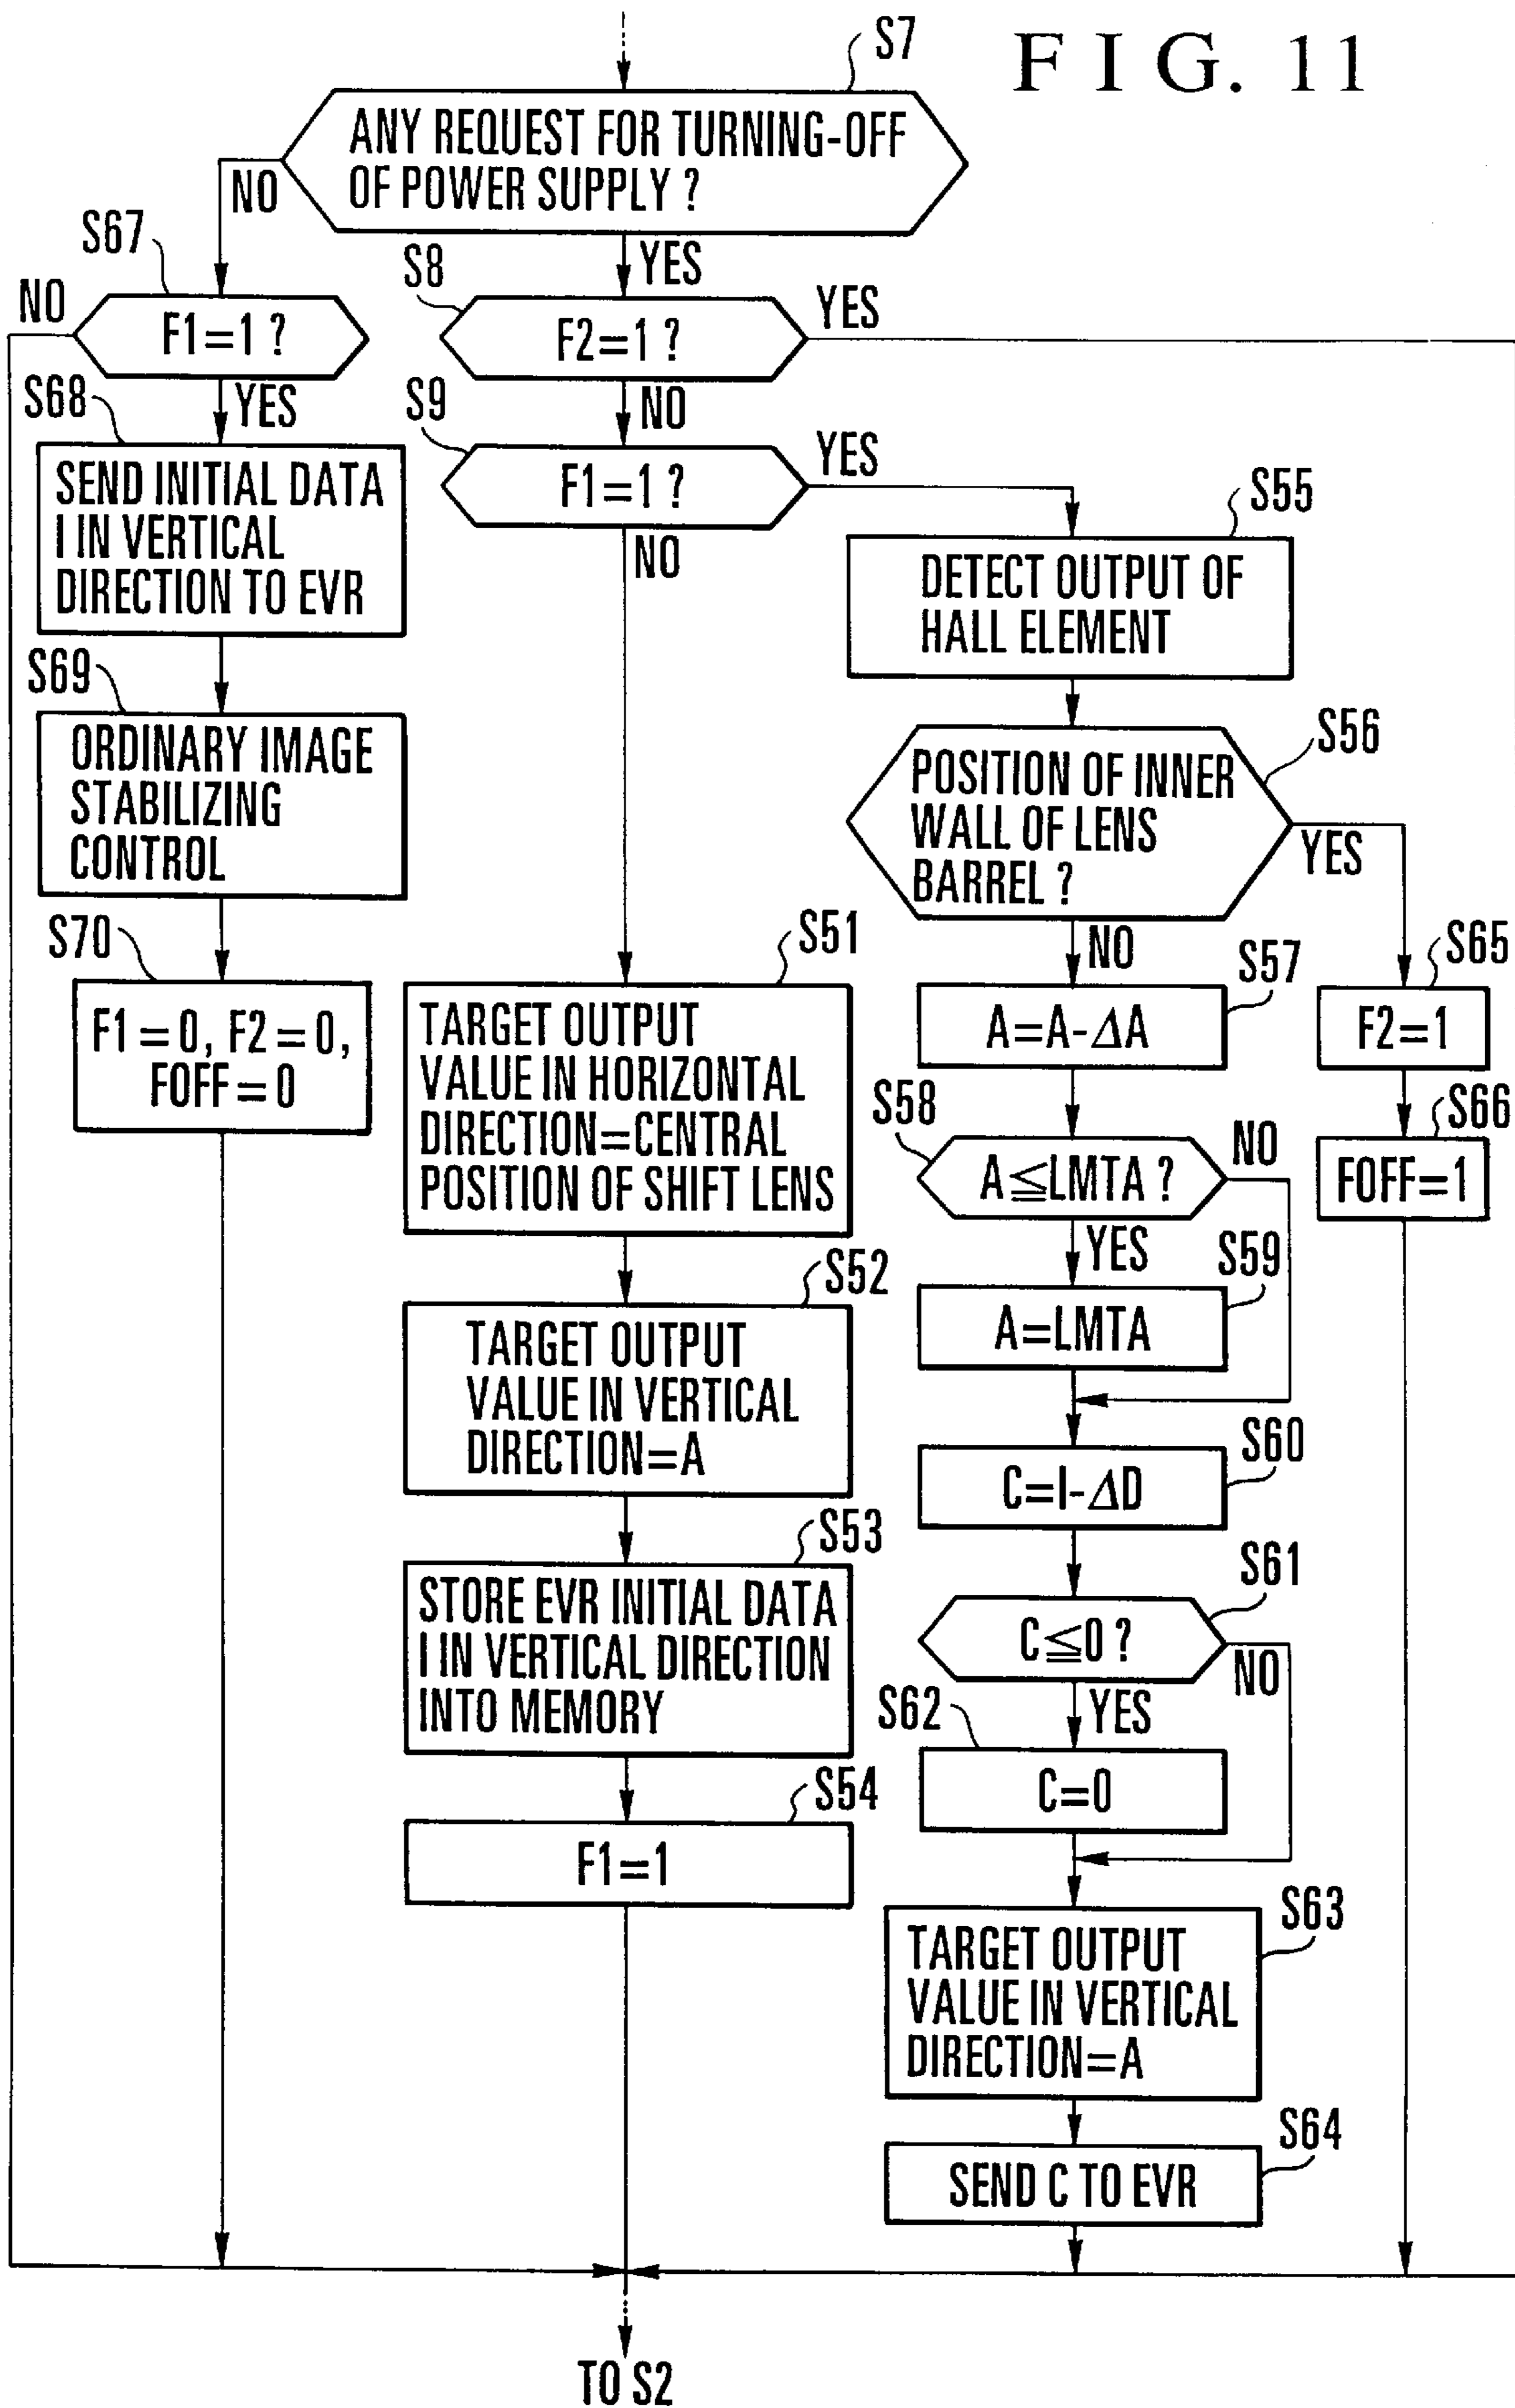 FIG. 11
S7
ANY REQUEST FOR TURNING-OFF
OF POWER SUPPLY ?
NO
YES
S67
NO
F1=1 ?
YES
S8
F2=1 ?
YES
NO
S68
SEND INITIAL DATA
I IN VERTICAL
DIRECTION TO EVR
S9
F1=1 ?
YES
NO
S69
ORDINARY IMAGE
STABILIZING
CONTROL
S70
F1=0, F2=0,
FOFF=0
S51
TARGET OUTPUT
VALUE IN HORIZONTAL
DIRECTION=CENTRAL
POSITION OF SHIFT LENS
S52
TARGET OUTPUT
VALUE IN VERTICAL
DIRECTION=A
S53
STORE EVR INITIAL DATA
I IN VERTICAL DIRECTION
INTO MEMORY
S54
F1=1
S55
DETECT OUTPUT OF
HALL ELEMENT
S56
POSITION OF INNER
WALL OF LENS
BARREL ?
YES
NO
S57
A=A-ΔA
S58
A≦LMTA ?
NO
YES
S59
A=LMTA
S60
C=I-ΔD
S61
C≦0 ?
NO
YES
S62
C=0
S63
TARGET OUTPUT
VALUE IN VERTICAL
DIRECTION=A
S64
SEND C TO EVR
S65
F2=1
S66
FOFF=1
TO S2